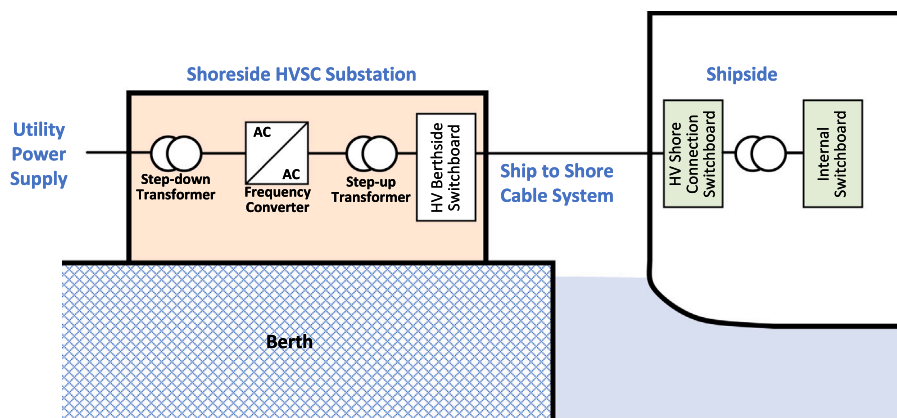 Shoreside HVSC Substation
Shipside
Utility
Power
Supply
AC
AC
Step-down
Transformer
Frequency
Converter
Step-up
Transformer
HV Berthside
Switchboard
Ship to Shore
Cable System
HV Shore
Connection
Switchboard
Internal
Switchboard
Berth